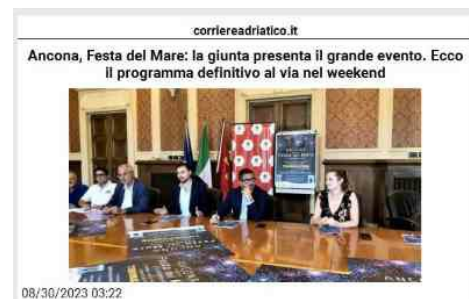 corriereadriatico.it
Ancona, Festa del Mare: la giunta presenta il grande evento. Ecco
il programma definitivo al via nel weekend
08/30/2023 03:22